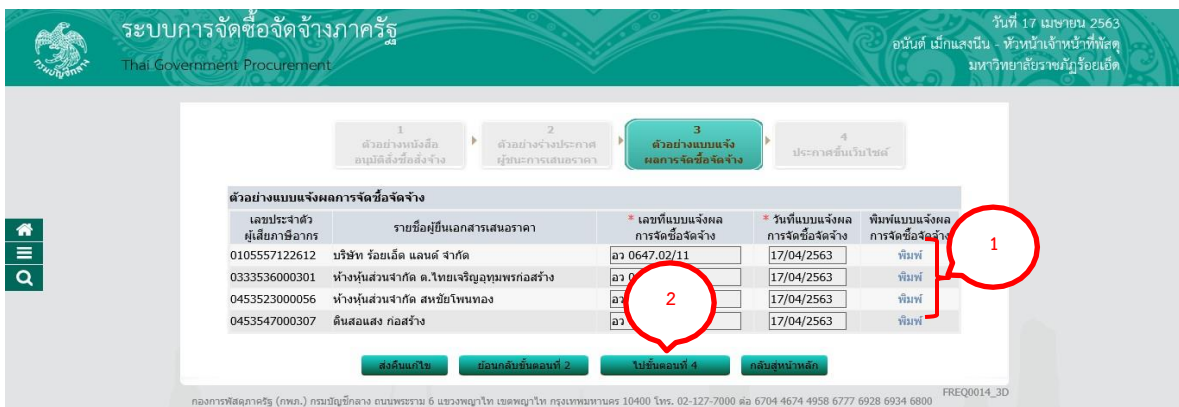 ระบบการจัดซื้อจัดจ้างภาครัฐ
Thai Government Procurement
วันที่ 17 เมษายน 2563
อนันต์ เม็กแสงนีน - หัวหน้าเจ้าหน้าที่พัสดุ
มหาวิทยาลัยราชภัฏร้อยเอ็ด
กรมบัญชีกลาง
1
ตัวอย่างหนังสือ
อนุมัติสั่งซื้อสั่งจ้าง
2
ตัวอย่างร่างประกาศ
ผู้ชนะการเสนอราคา
3
ตัวอย่างแบบแจ้ง
ผลการจัดซื้อจัดจ้าง
4
ประกาศขึ้นเว็บไซต์
ตัวอย่างแบบแจ้งผลการจัดซื้อจัดจ้าง
เลขประจำตัว
ผู้เสียภาษีอากร
รายชื่อผู้ยื่นเอกสารเสนอราคา
* เลขที่แบบแจ้งผล
การจัดซื้อจัดจ้าง
* วันที่แบบแจ้งผล
การจัดซื้อจัดจ้าง
พิมพ์แบบแจ้งผล
การจัดซื้อจัดจ้าง
0105557122612 บริษัท ร้อยเอ็ด แลนด์ จำกัด อว 0647.02/11 17/04/2563 พิมพ์
0333536000301 ห้างหุ้นส่วนจำกัด ต.ไทยเจริญอุทุมพรก่อสร้าง อว 17/04/2563 พิมพ์
0453523000056 ห้างหุ้นส่วนจำกัด สหชัยโพนทอง อว 17/04/2563 พิมพ์
0453547000307 ดินสอแสง ก่อสร้าง อว 17/04/2563 พิมพ์
1
2
ส่งคืนแก้ไข ย้อนกลับขั้นตอนที่ 2 ไปขั้นตอนที่ 4 กลับสู่หน้าหลัก
FREQ0014_3D
กองการพัสดุภาครัฐ (กพภ.) กรมบัญชีกลาง ถนนพระราม 6 แขวงพญาไท เขตพญาไท กรุงเทพมหานคร 10400 โทร. 02-127-7000 ต่อ 6704 4674 4958 6777 6928 6934 6800